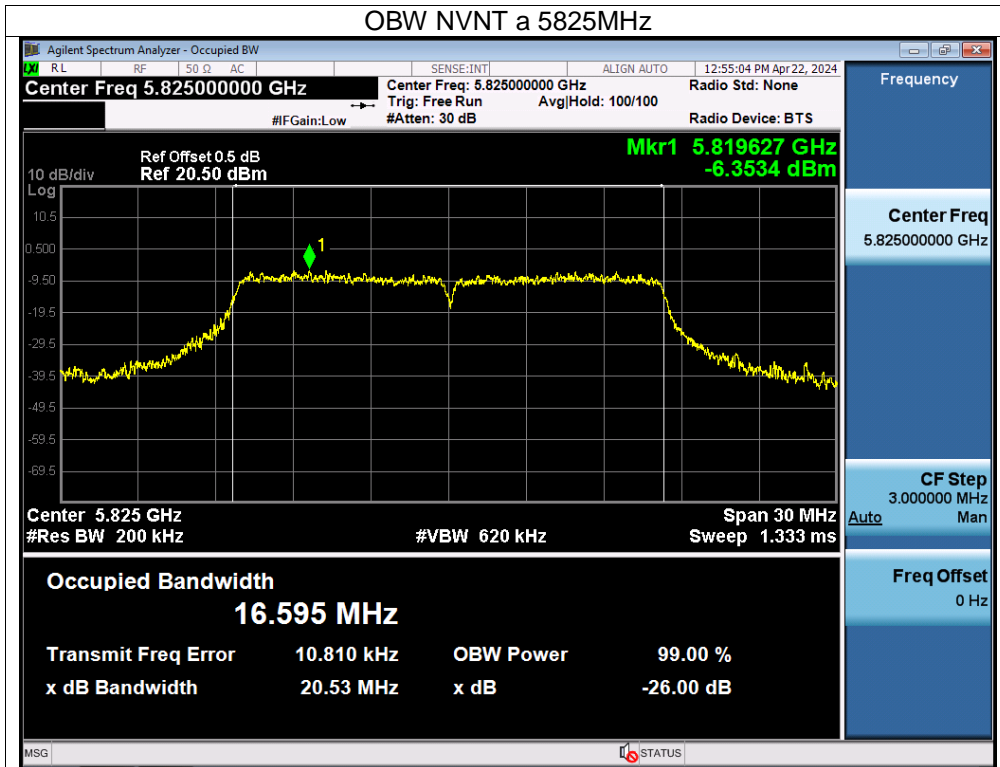 OBW NVNT a 5825MHz
Agilent Spectrum Analyzer - Occupied BW
LXI RL RF 50 Ω AC SENSE:INT ALIGN AUTO 12:55:04 PM Apr 22, 2024
Center Freq 5.825000000 GHz
Center Freq: 5.825000000 GHz
Radio Std: None
Trig: Free Run Avg|Hold: 100/100
#IFGain:Low #Atten: 30 dB Radio Device: BTS
Frequency
Mkr1 5.819627 GHz
-6.3534 dBm
Ref Offset 0.5 dB
10 dB/div Ref 20.50 dBm
Log
10.5
0.500
-9.50
-19.5
-29.5
-39.5
-49.5
-59.5
-69.5
1
Center Freq
5.825000000 GHz
CF Step
3.000000 MHz
Auto Man
Freq Offset
0 Hz
Center 5.825 GHz Span 30 MHz
#Res BW 200 kHz #VBW 620 kHz Sweep 1.333 ms
Occupied Bandwidth
16.595 MHz
Transmit Freq Error 10.810 kHz OBW Power 99.00 %
x dB Bandwidth 20.53 MHz x dB -26.00 dB
MSG STATUS